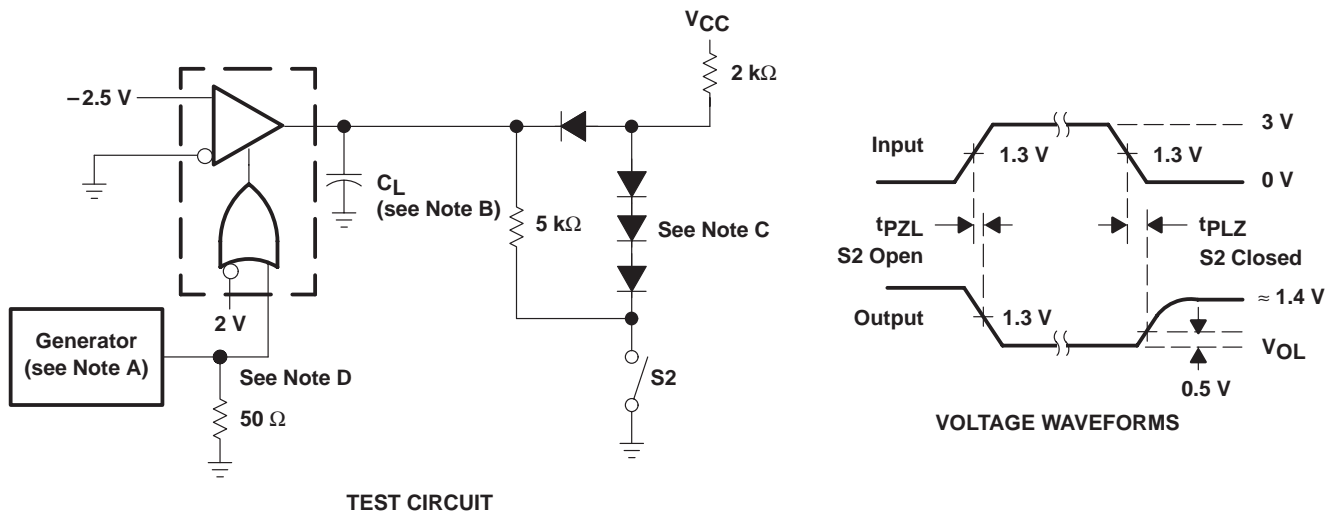 VCC
2 kΩ
−2.5 V
CL
(see Note B)
5 kΩ
See Note C
2 V
Generator
(see Note A)
See Note D
50 Ω
S2
TEST CIRCUIT
Input
1.3 V
1.3 V
3 V
0 V
tPZL
tPLZ
S2 Open
S2 Closed
Output
1.3 V
≈ 1.4 V
VOL
0.5 V
VOLTAGE WAVEFORMS